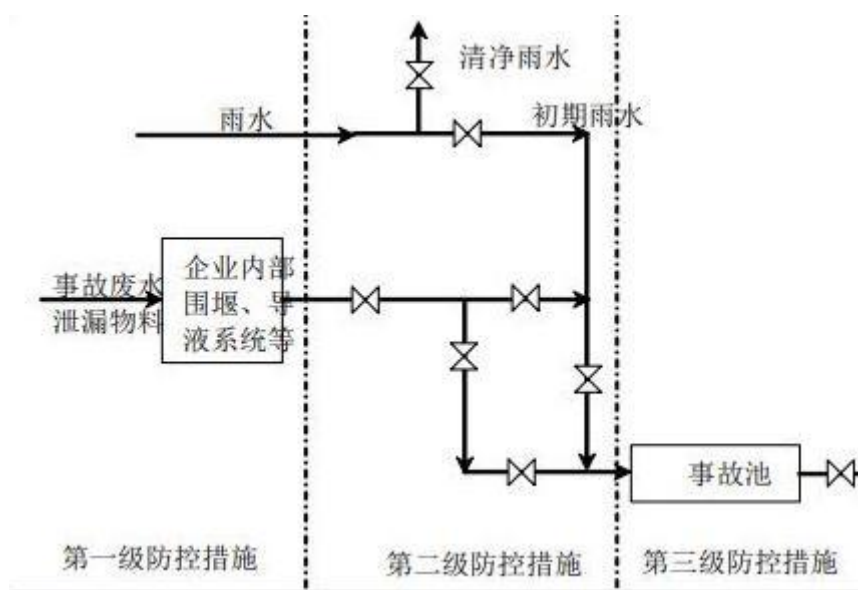 清净雨水
雨水
初期雨水
事故废水
泄漏物料
企业内部
围堰、导
液系统等
事故池
第一级防控措施
第二级防控措施
第三级防控措施